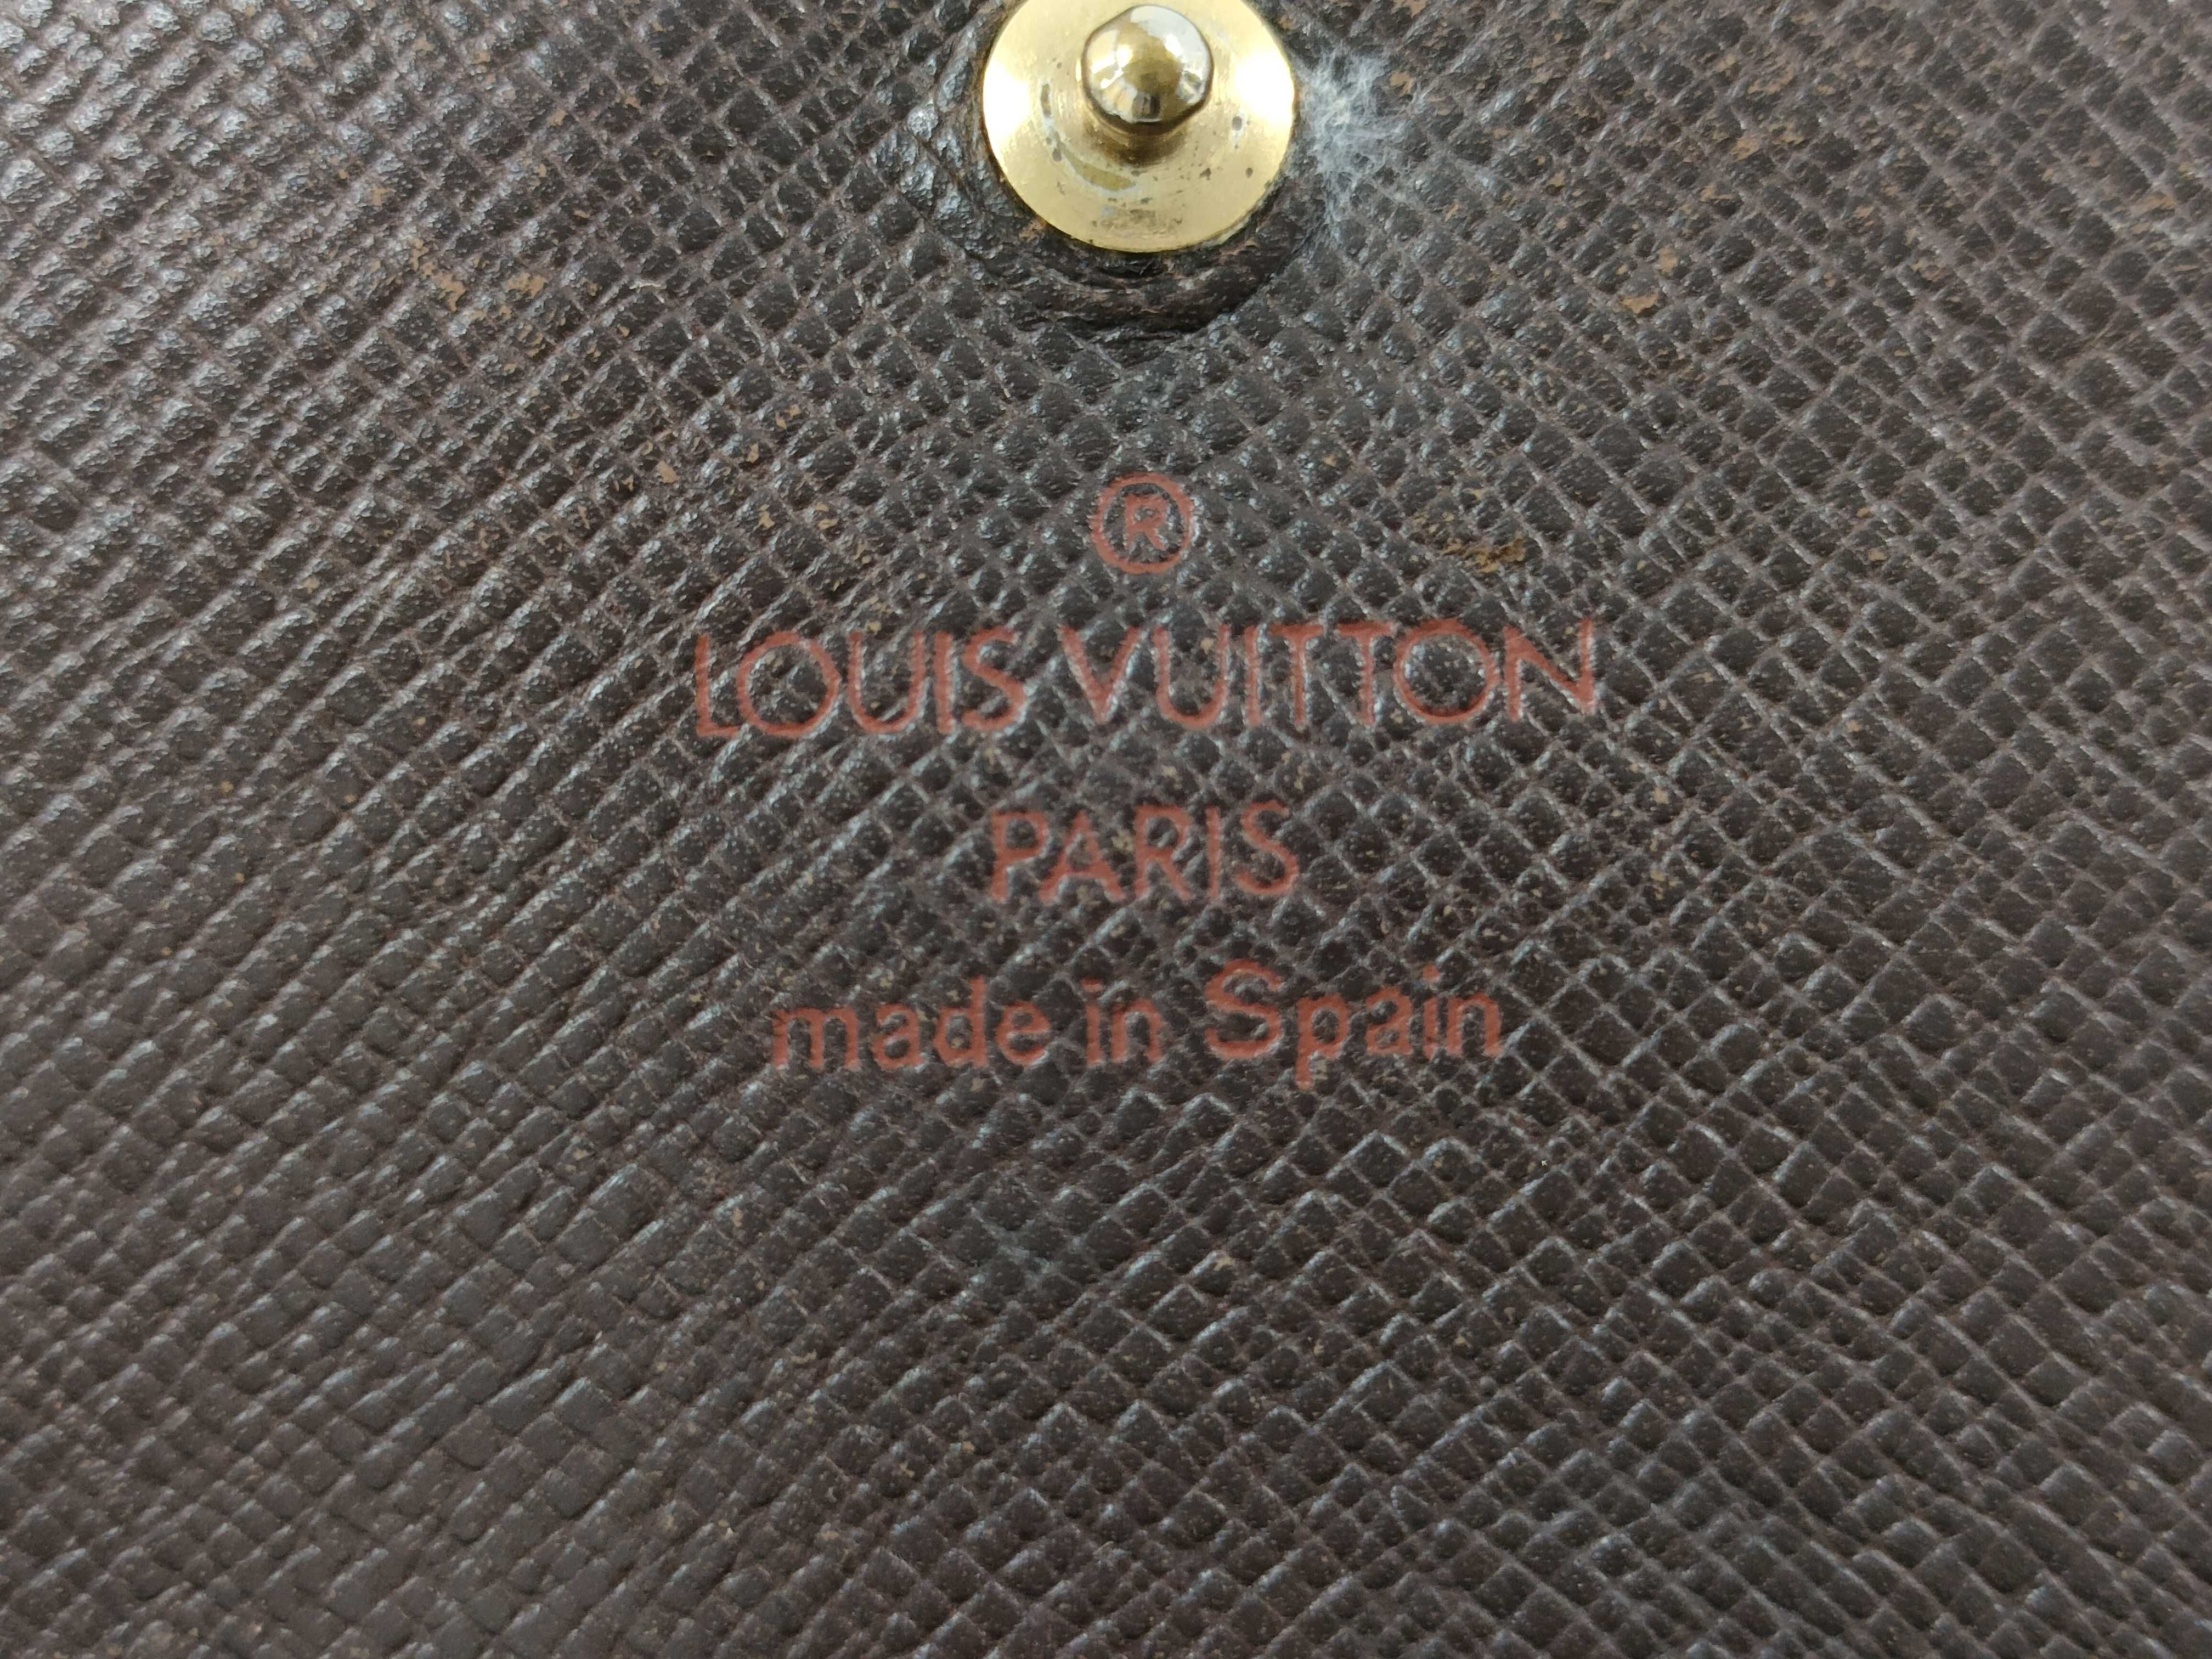 ®
LOUIS VUITTON
PARIS
made in Spain